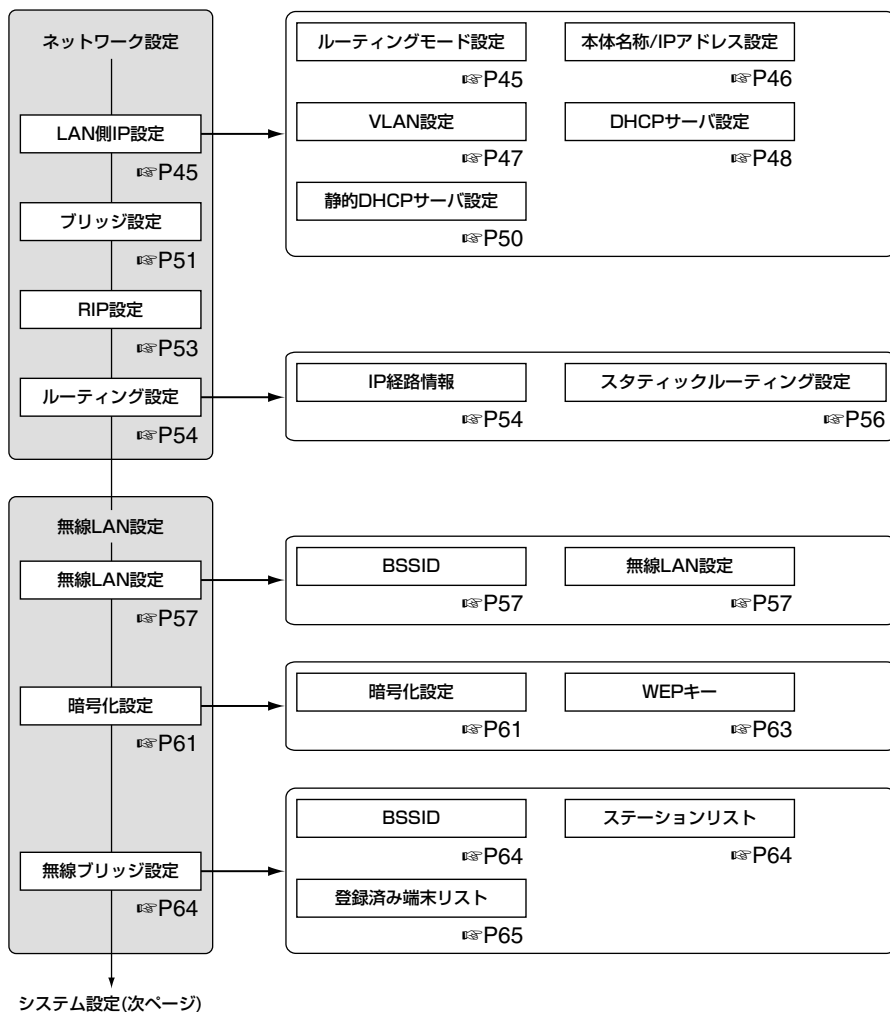 ネットワーク設定
LAN側IP設定
☞P45
ルーティングモード設定
☞P45
本体名称/IPアドレス設定
☞P46
VLAN設定
☞P47
DHCPサーバ設定
☞P48
静的DHCPサーバ設定
☞P50
ブリッジ設定
☞P51
RIP設定
☞P53
ルーティング設定
☞P54
IP経路情報
☞P54
スタティックルーティング設定
☞P56
無線LAN設定
無線LAN設定
☞P57
BSSID
☞P57
無線LAN設定
☞P57
暗号化設定
☞P61
暗号化設定
☞P61
WEPキー
☞P63
無線ブリッジ設定
☞P64
BSSID
☞P64
ステーションリスト
☞P64
登録済み端末リスト
☞P65
システム設定(次ページ)